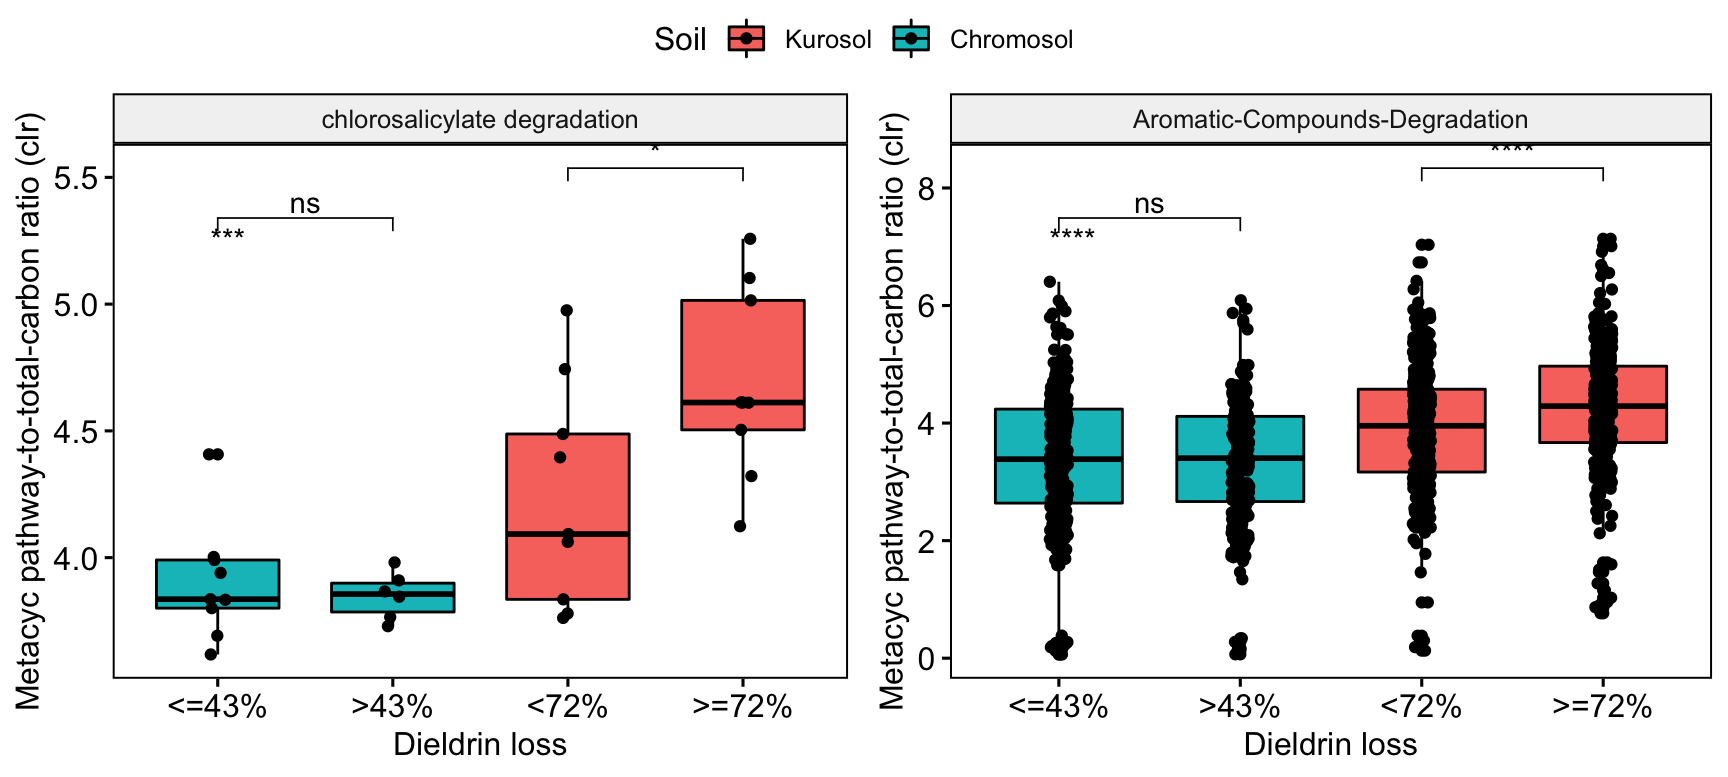 Soil Kurosol Chromosol
chlorosalicylate degradation
Metacyc pathway-to-total-carbon ratio (clr)
5.5
5.0
4.5
4.0
*
ns
***
<=43% >43% <72% >=72%
Dieldrin loss
Aromatic-Compounds-Degradation
Metacyc pathway-to-total-carbon ratio (clr)
8
6
4
2
0
****
ns
****
<=43% >43% <72% >=72%
Dieldrin loss